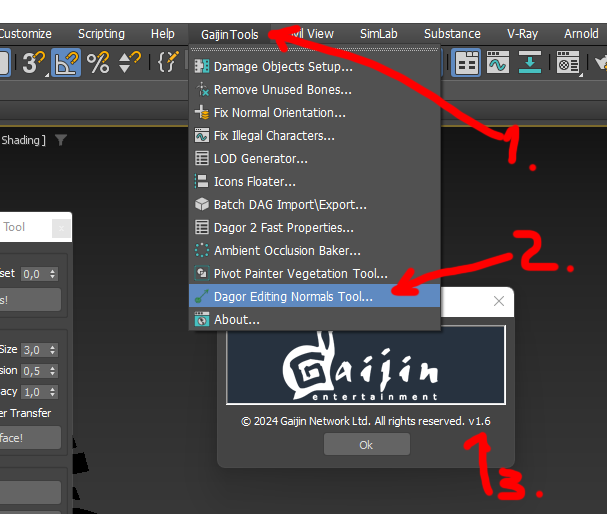 Customize Scripting Help GaijinTools vil View SimLab Substance V-Ray Arnold
3 %
Shading ]
Damage Objects Setup...
Remove Unused Bones...
Fix Normal Orientation...
Fix Illegal Characters...
LOD Generator...
Icons Floater...
Batch DAG Import\Export...
Dagor 2 Fast Properties...
Ambient Occlusion Baker...
Pivot Painter Vegetation Tool...
Dagor Editing Normals Tool...
About...
1.
2.
3.
Tool x
set 0,0
s!
Size 3,0
sion 0,5
acy 1,0
er Transfer
face!
Gaijin
entertainment
© 2024 Gaijin Network Ltd. All rights reserved. v1.6
Ok